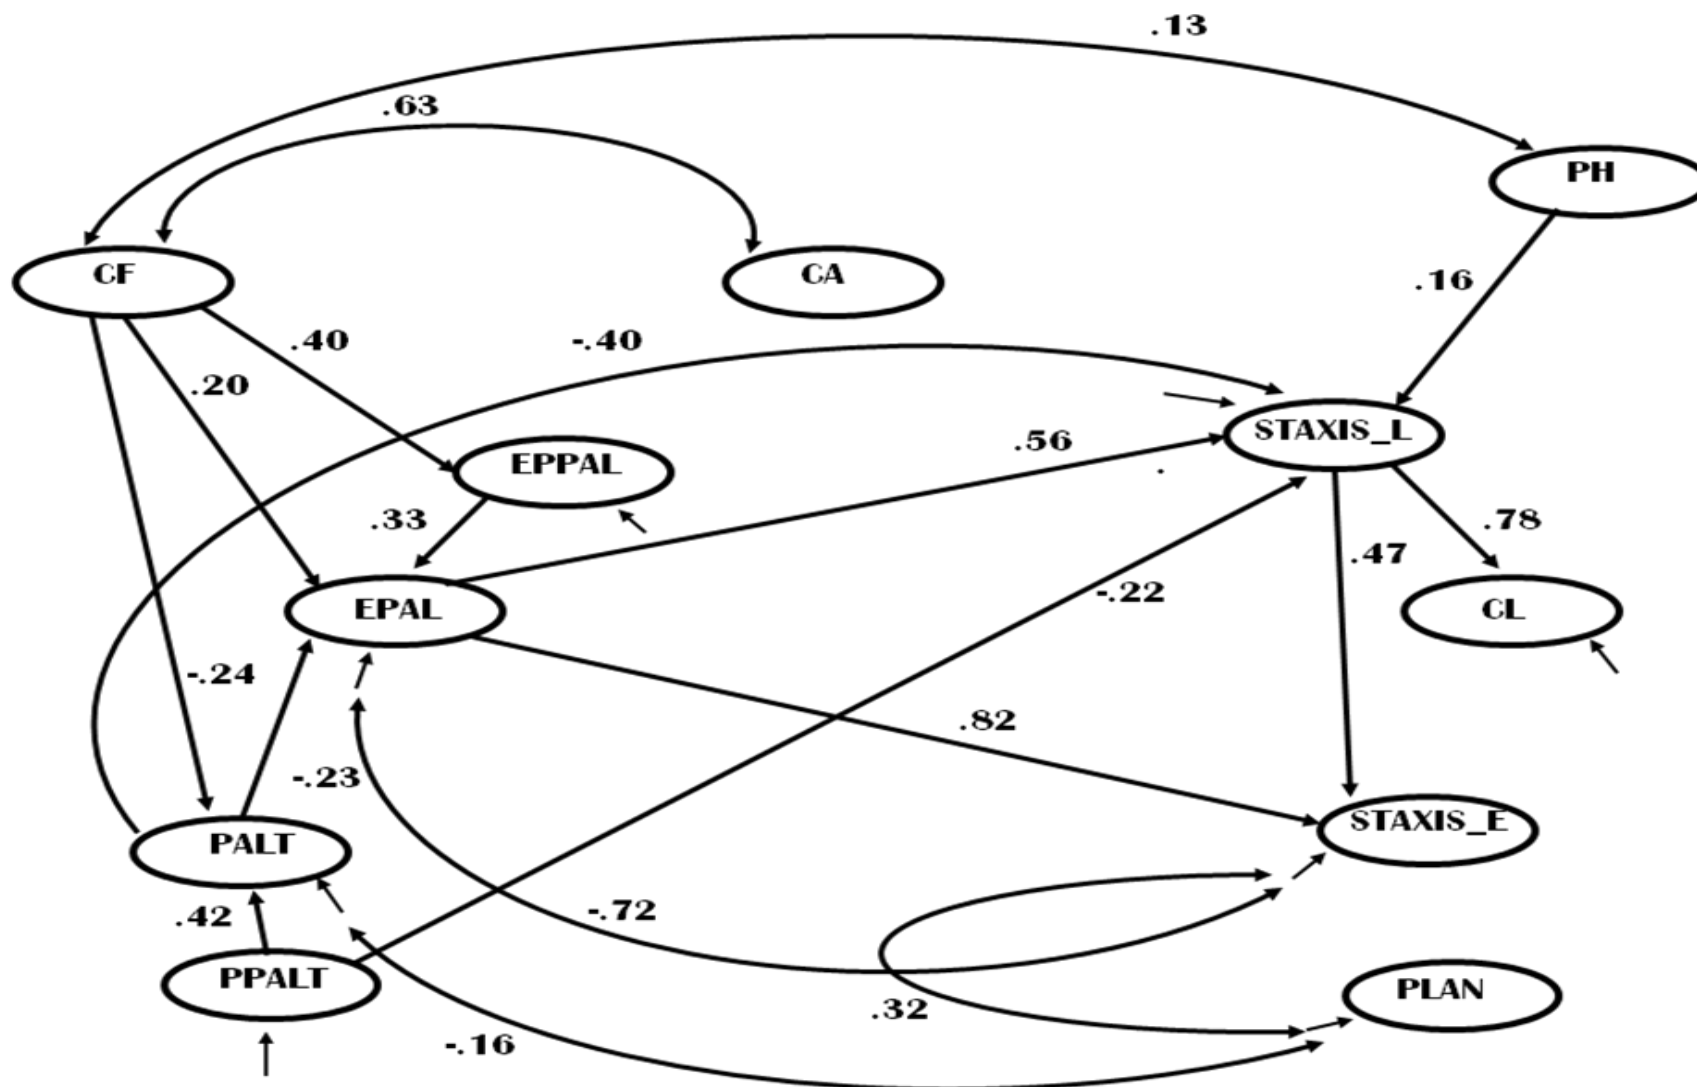 .13
.63
PH
CF
CA
.16
.40
-.40
.20
STAXIS_L
.56
EPPAL
.33
.78
.47
-.22
EPAL
CL
-.24
.82
-.23
STAXIS_E
PALT
.42
-.72
PPALT
PLAN
.32
-.16